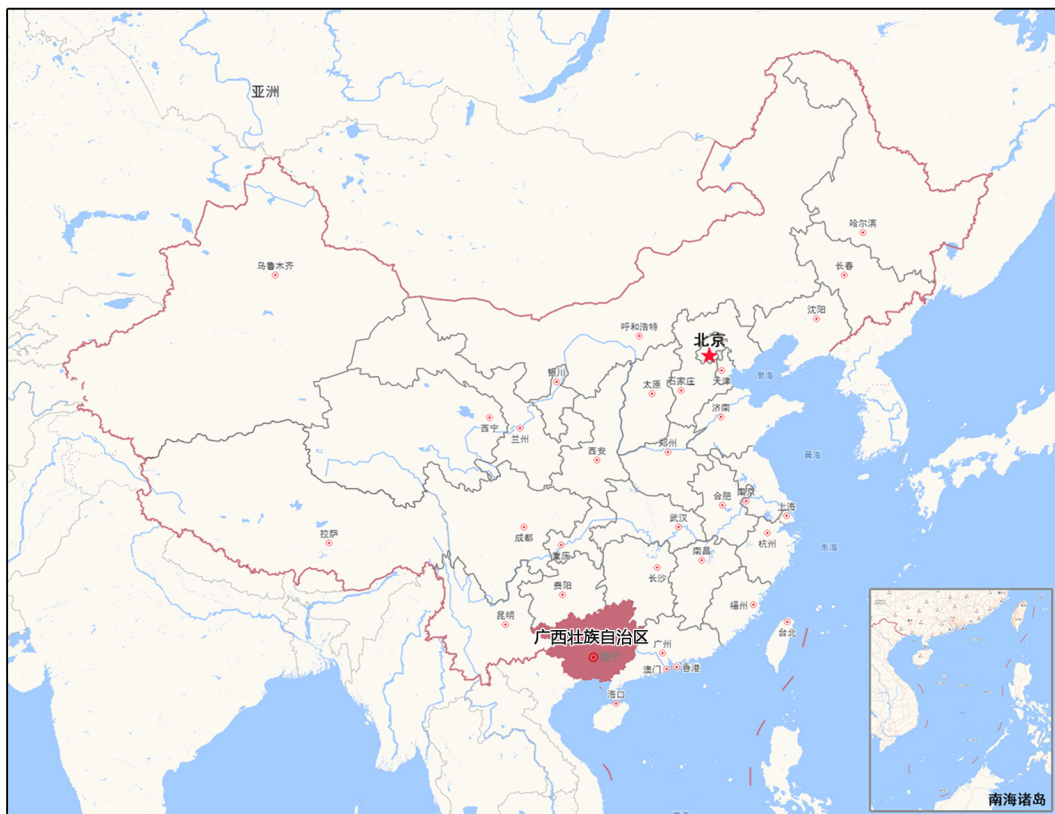 亚洲
哈尔滨
乌鲁木齐
长春
沈阳
呼和浩特
北京
银川
太原
石家庄
天津
渤海
济南
西宁
兰州
郑州
西安
黄海
合肥
南京
上海
武汉
拉萨
成都
重庆
杭州
东海
南昌
长沙
贵阳
福州
昆明
台北
广西壮族自治区
南宁
广州
澳门
香港
海口
南海诸岛